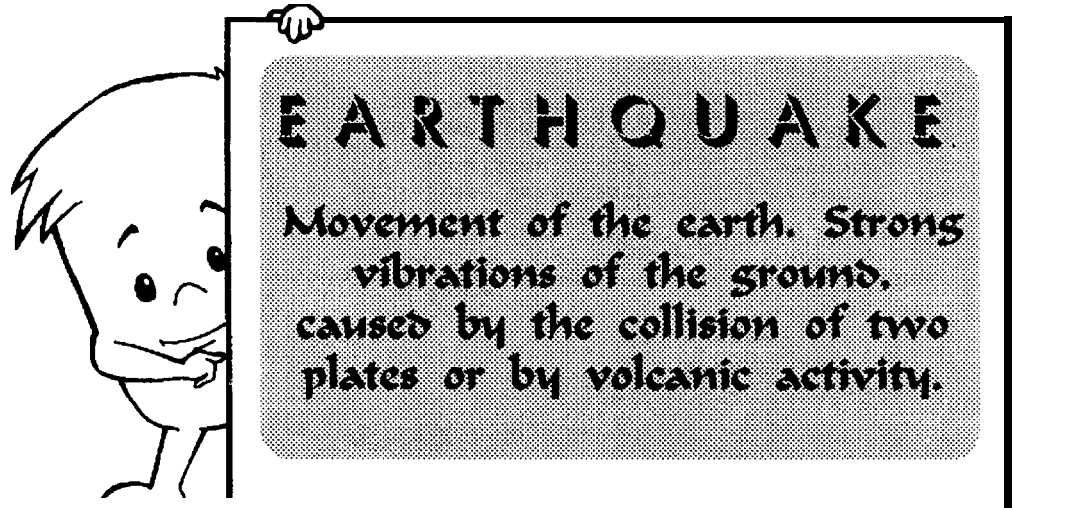 EARTHQUAKE
Movement of the earth. Strong
vibrations of the ground,
caused by the collision of two
plates or by volcanic activity.